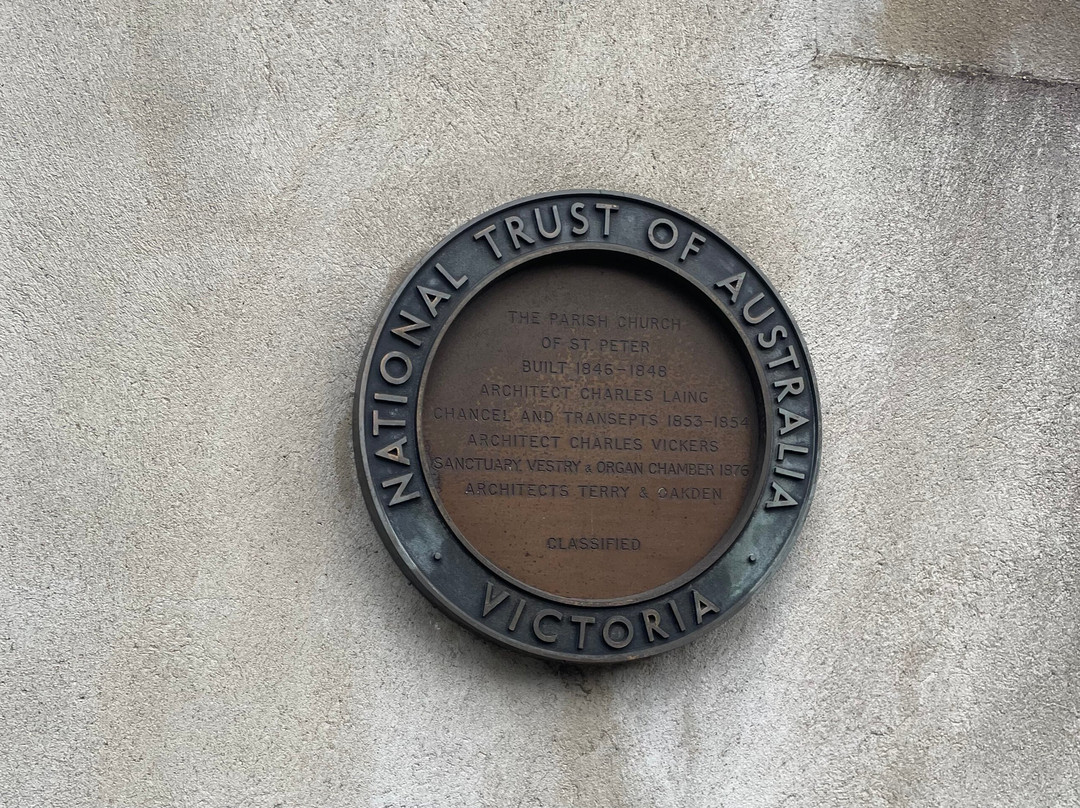 NATIONAL TRUST OF AUSTRALIA
THE PARISH CHURCH
OF ST. PETER
BUILT 1846-1848
ARCHITECT CHARLES LAING
CHANCEL AND TRANSEPTS 1853-1854
ARCHITECT CHARLES VICKERS
SANCTUARY, VESTRY & ORGAN CHAMBER 1876
ARCHITECTS TERRY & OAKDEN
CLASSIFIED
VICTORIA